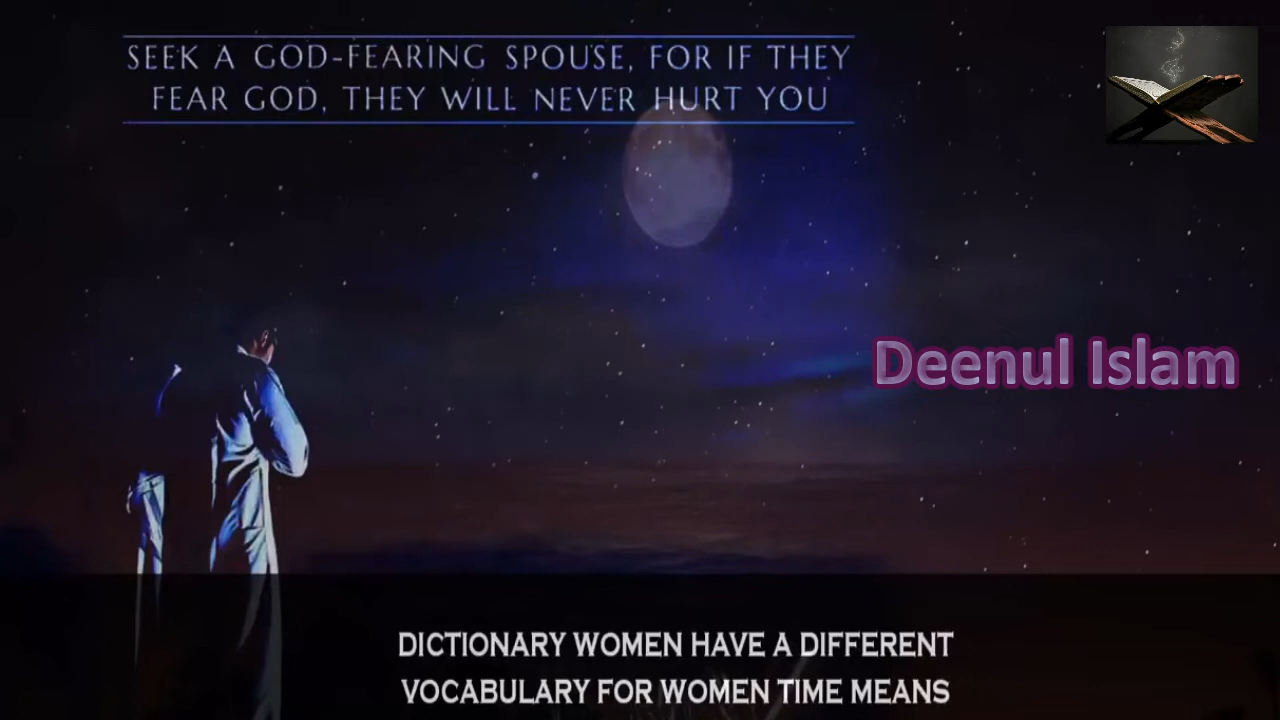 SEEK A GOD-FEARING SPOUSE, FOR IF THEY
FEAR GOD, THEY WILL NEVER HURT YOU
Deenul Islam
DICTIONARY WOMEN HAVE A DIFFERENT
VOCABULARY FOR WOMEN TIME MEANS